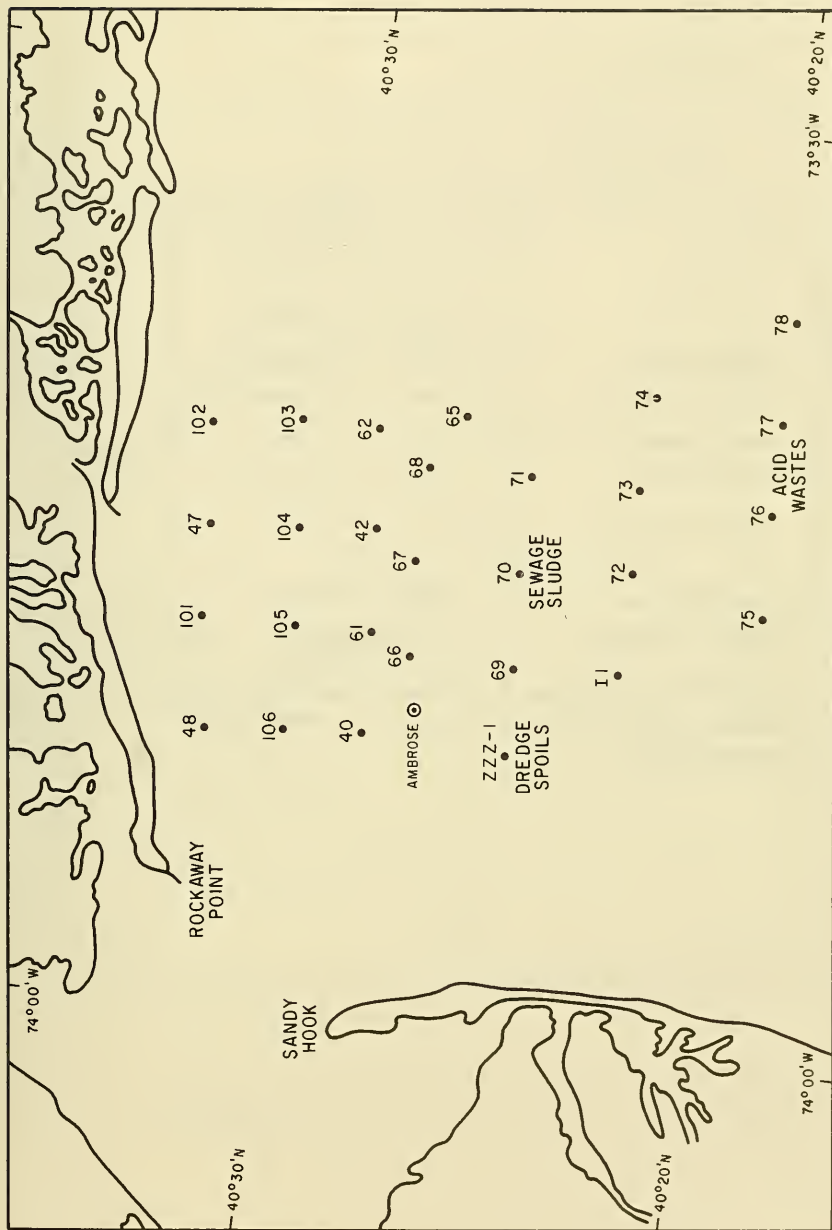 74°00'W
ROCKAWAY
POINT
SANDY
HOOK
40°30'N
40°30'N
48
101
47
102
106
105
104
103
40
61
42
62
AMBROSE
66
67
68
65
ZZZ-1
DREDGE
SPOILS
69
70
SEWAGE
SLUDGE
71
I1
72
73
74
75
76
77
78
ACID
WASTES
40°20'N
74°00'W
73°30'W
40°20'N